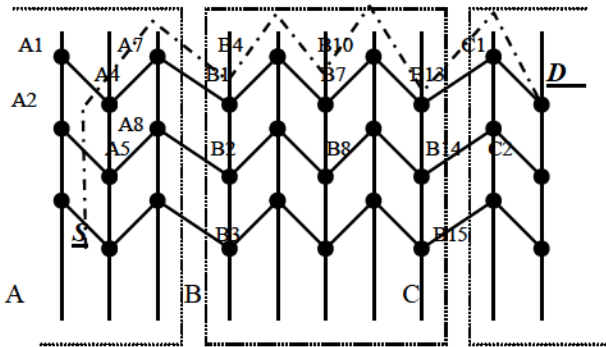 A1 A7 B4 B10 C1
A4 B1 B7 B13 D
A2 A8
A5 B2 B8 B14 C2
S B3 B15
A B C